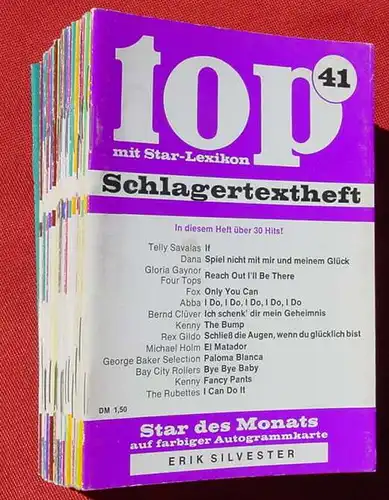 top
41
mit Star-Lexikon
Schlagertextheft
In diesem Heft über 30 Hits!
Telly Savalas If
Dana Spiel nicht mit mir und meinem Glück
Gloria Gaynor
Four Tops Reach Out I'll Be There
Fox Only You Can
Abba I Do, I Do, I Do, I Do, I Do
Bernd Clüver Ich schenk' dir mein Geheimnis
Kenny The Bump
Rex Gildo Schließ die Augen, wenn du glücklich bist
Michael Holm El Matador
George Baker Selection Paloma Blanca
Bay City Rollers Bye Bye Baby
Kenny Fancy Pants
The Rubettes I Can Do It
DM 1,50
Star des Monats
auf farbiger Autogrammkarte
ERIK SILVESTER